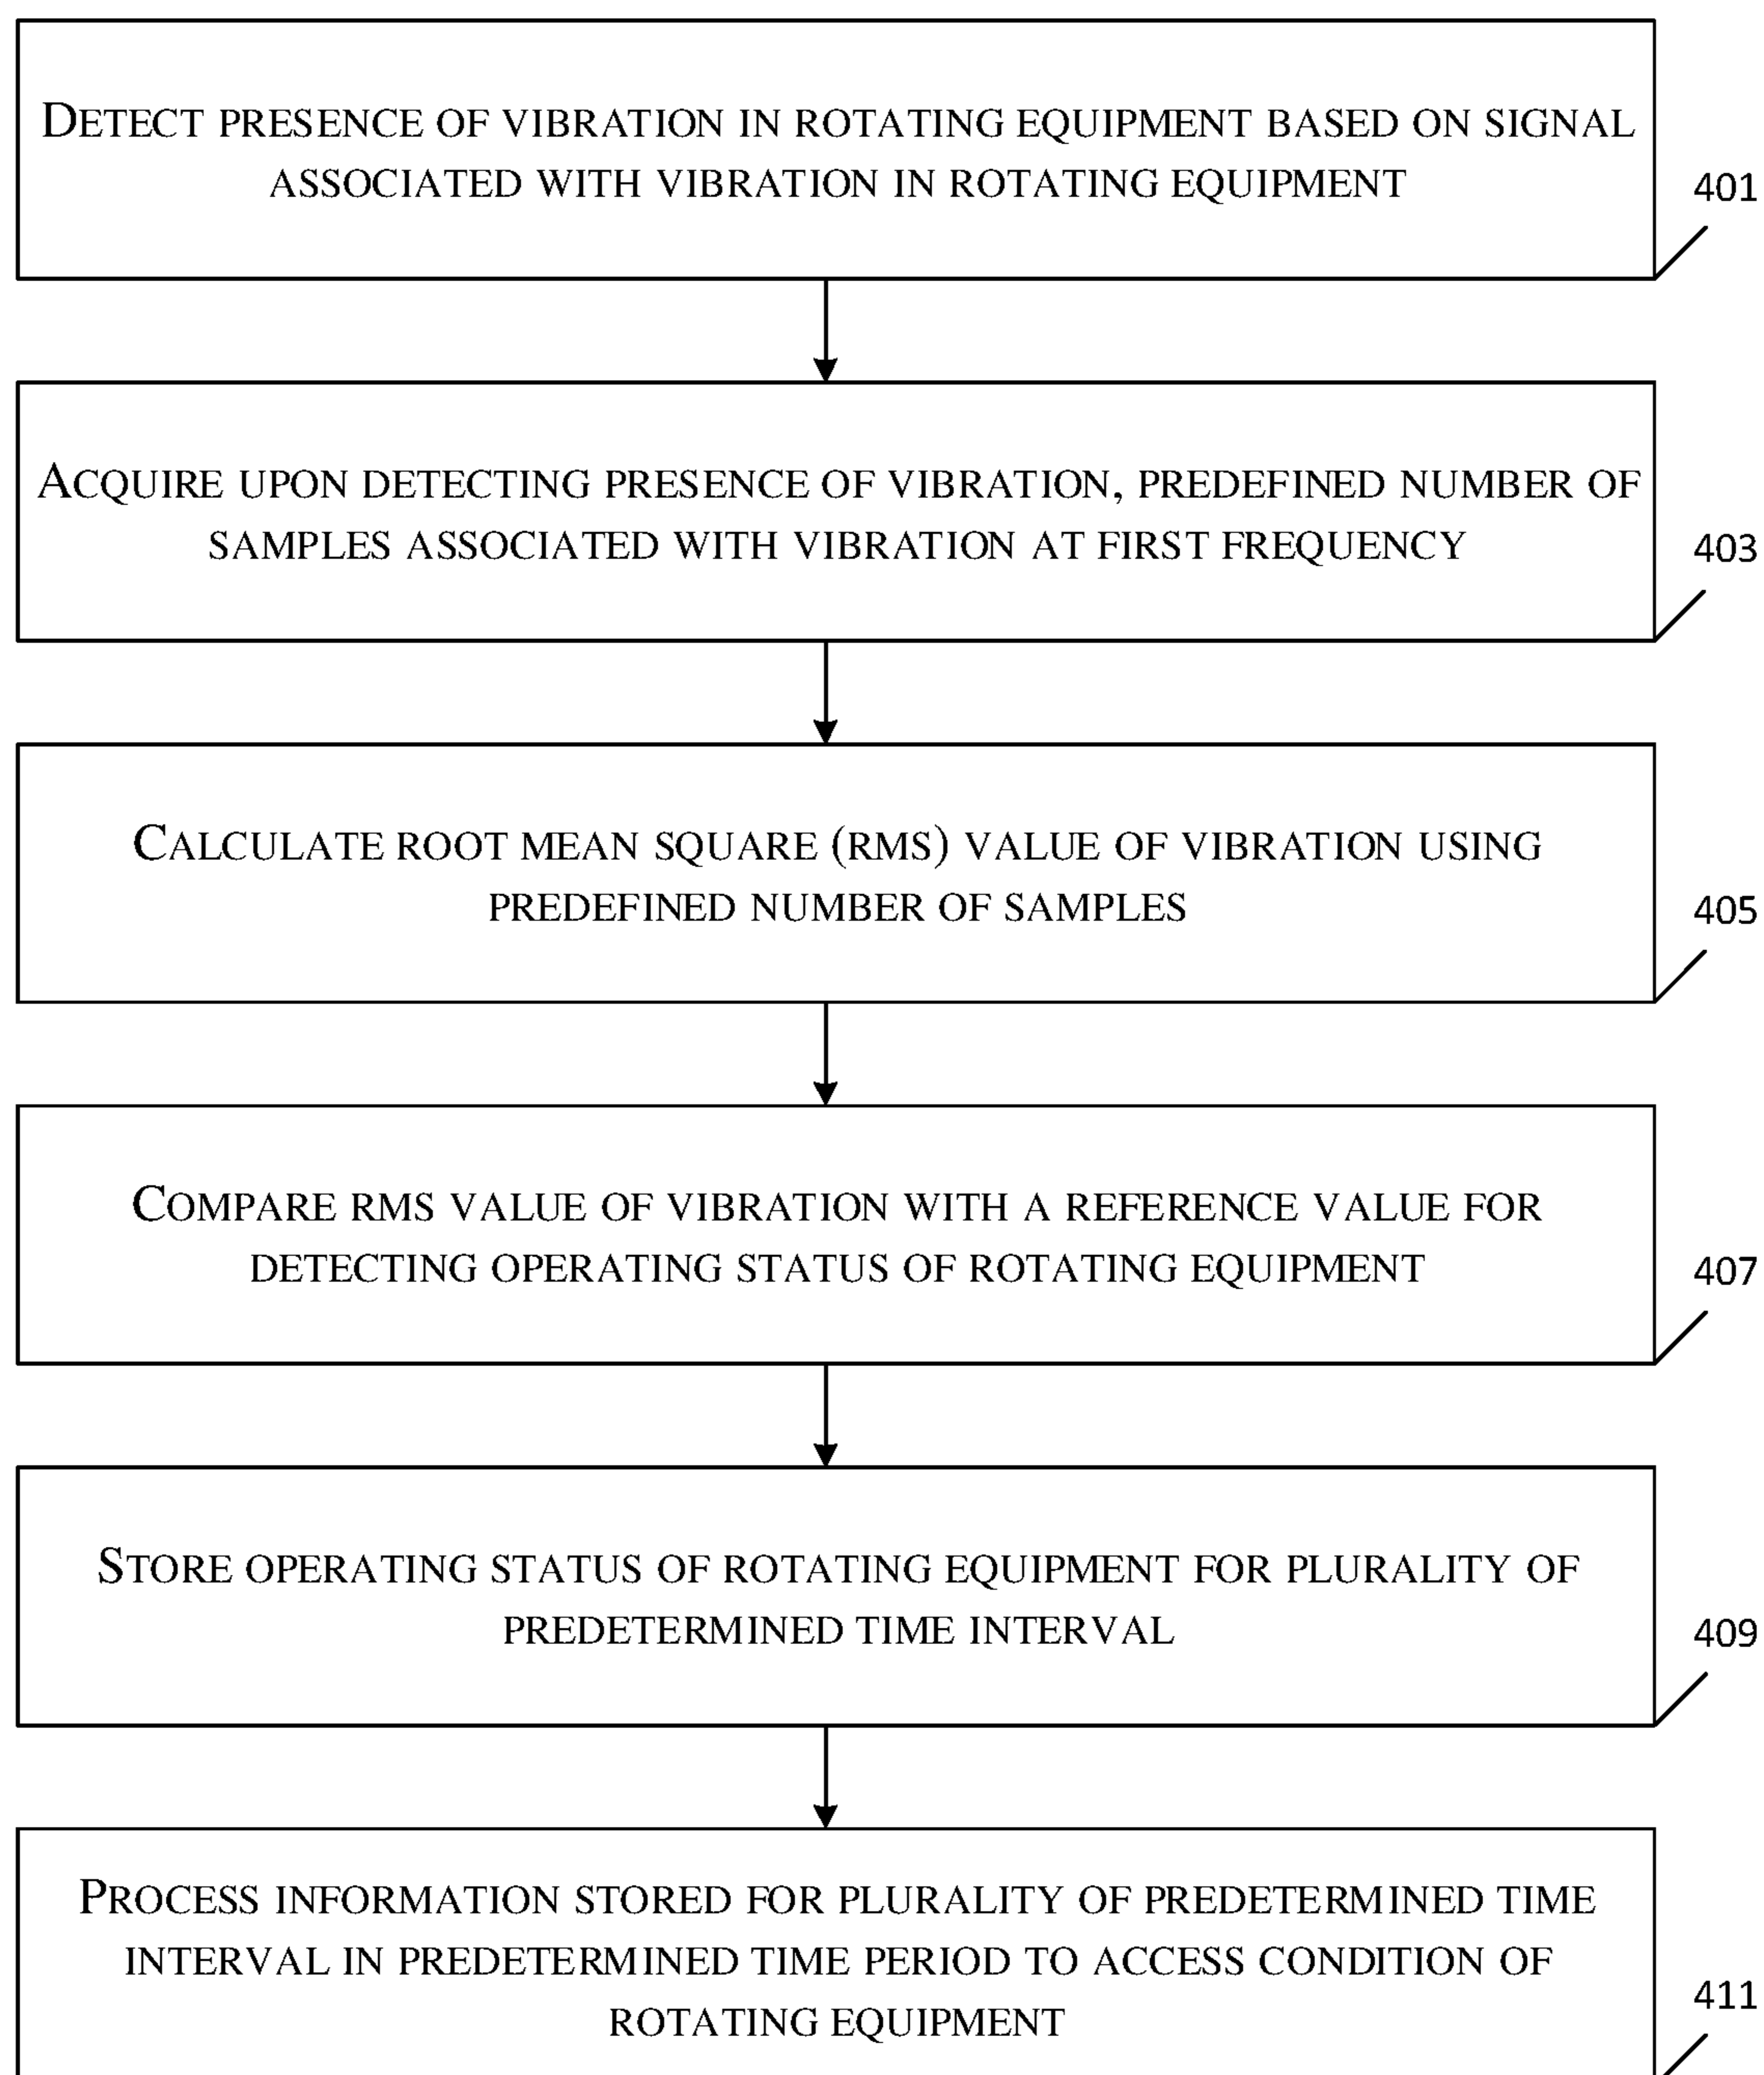 DETECT PRESENCE OF VIBRATION IN ROTATING EQUIPMENT BASED ON SIGNAL
ASSOCIATED WITH VIBRATION IN ROTATING EQUIPMENT
401
ACQUIRE UPON DETECTING PRESENCE OF VIBRATION, PREDEFINED NUMBER OF
SAMPLES ASSOCIATED WITH VIBRATION AT FIRST FREQUENCY
403
CALCULATE ROOT MEAN SQUARE (RMS) VALUE OF VIBRATION USING
PREDEFINED NUMBER OF SAMPLES
405
COMPARE RMS VALUE OF VIBRATION WITH A REFERENCE VALUE FOR
DETECTING OPERATING STATUS OF ROTATING EQUIPMENT
407
STORE OPERATING STATUS OF ROTATING EQUIPMENT FOR PLURALITY OF
PREDETERMINED TIME INTERVAL
409
PROCESS INFORMATION STORED FOR PLURALITY OF PREDETERMINED TIME
INTERVAL IN PREDETERMINED TIME PERIOD TO ACCESS CONDITION OF
ROTATING EQUIPMENT
411